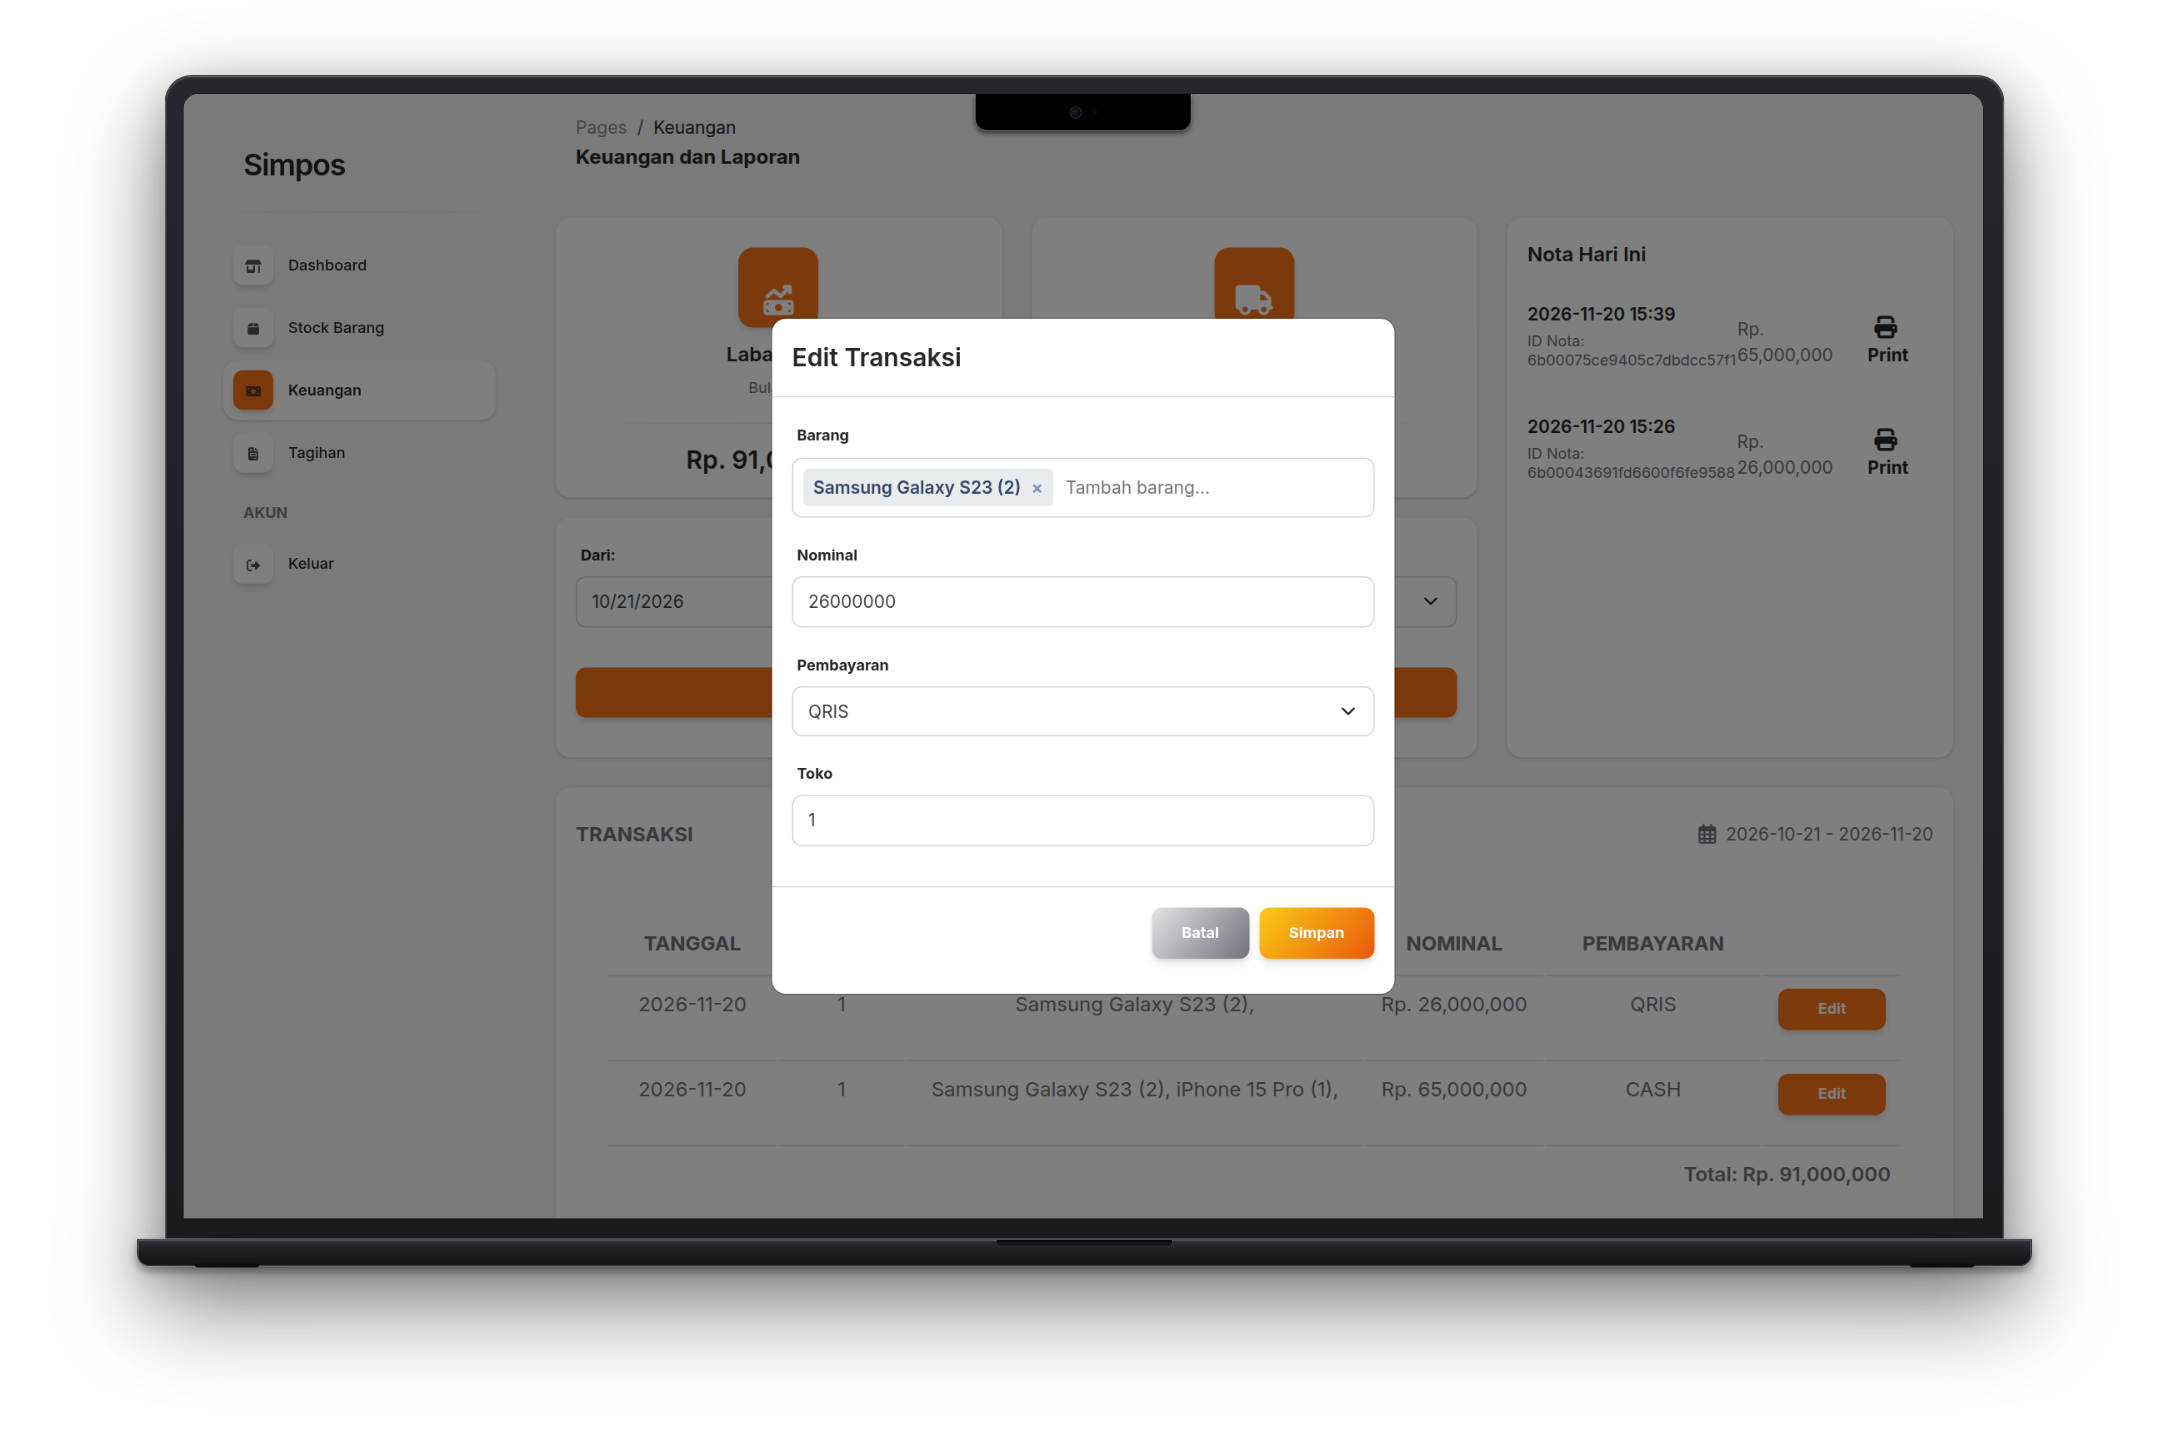 Simpos
Dashboard
Stock Barang
Keuangan
Tagihan
AKUN
Keluar
Pages / Keuangan
Keuangan dan Laporan
Laba
Rp. 91,0
Nota Hari Ini
2026-11-20 15:39
ID Nota:
6b00075ce9405c7dbdcc57f1
Rp.
65,000,000
Print
2026-11-20 15:26
ID Nota:
6b00043691fd6600f6fe9588
Rp.
26,000,000
Print
Dari:
10/21/2026
Edit Transaksi
Barang
Samsung Galaxy S23 (2) × Tambah barang...
Nominal
26000000
Pembayaran
QRIS
Toko
1
Batal Simpan
TRANSAKSI
2026-10-21 - 2026-11-20
TANGGAL NOMINAL PEMBAYARAN
2026-11-20 1 Samsung Galaxy S23 (2), Rp. 26,000,000 QRIS Edit
2026-11-20 1 Samsung Galaxy S23 (2), iPhone 15 Pro (1), Rp. 65,000,000 CASH Edit
Total: Rp. 91,000,000